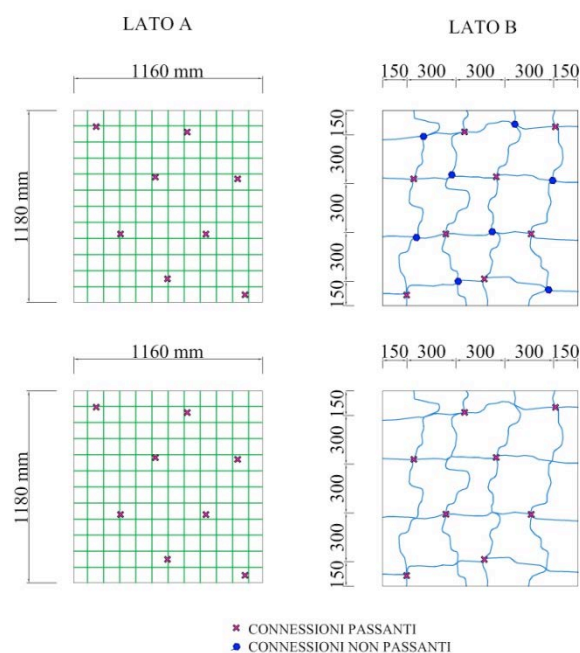 LATO A
LATO B
1160 mm
150 300 300 300 150
1180 mm
150
300
300
300
150
1160 mm
150 300 300 300 150
1180 mm
150
300
300
300
150
CONNESSIONI PASSANTI
CONNESSIONI NON PASSANTI